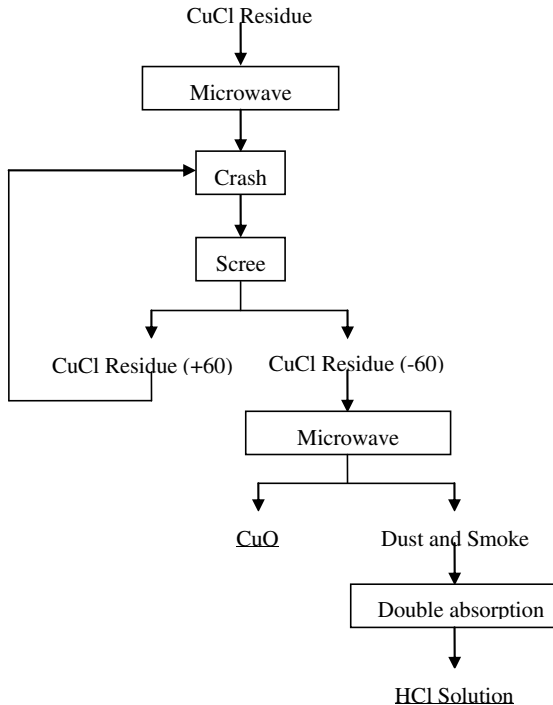 CuCl Residue
Microwave
Crash
Scree
CuCl Residue (+60)
CuCl Residue (-60)
Microwave
CuO
Dust and Smoke
Double absorption
HCl Solution